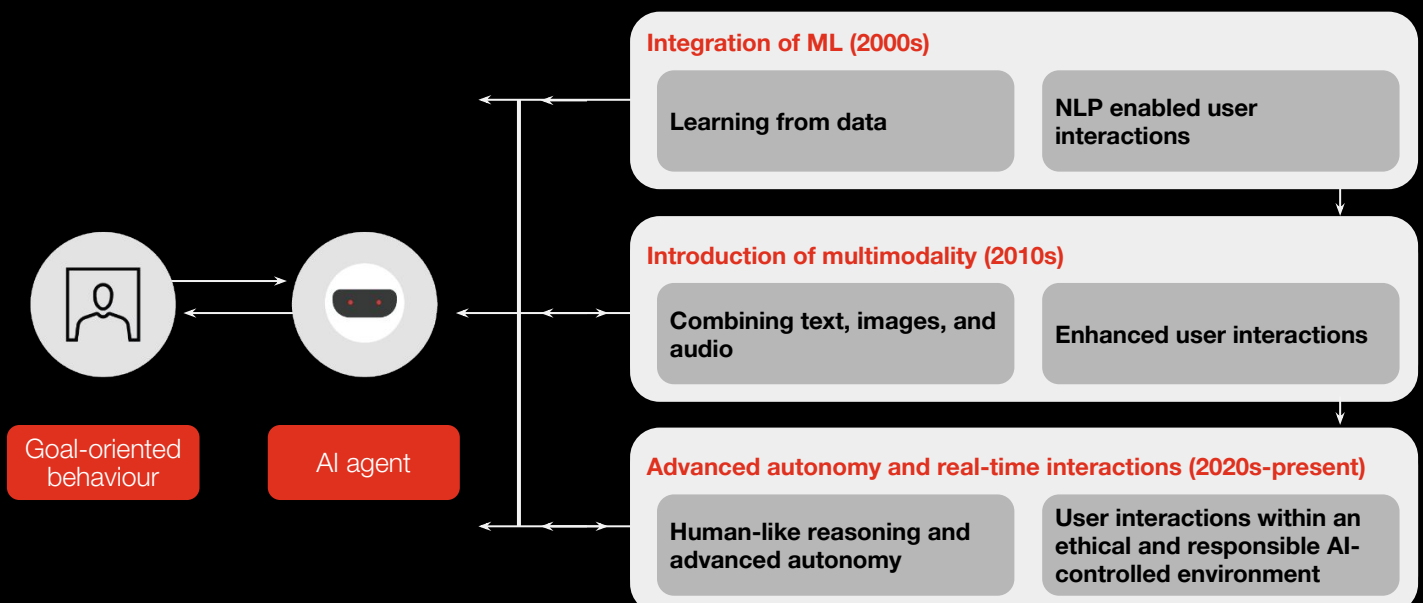 Integration of ML (2000s)
Learning from data
NLP enabled user
interactions
Introduction of multimodality (2010s)
Combining text, images, and
audio
Enhanced user interactions
Goal-oriented
behaviour
AI agent
Advanced autonomy and real-time interactions (2020s-present)
Human-like reasoning and
advanced autonomy
User interactions within an
ethical and responsible AI-
controlled environment